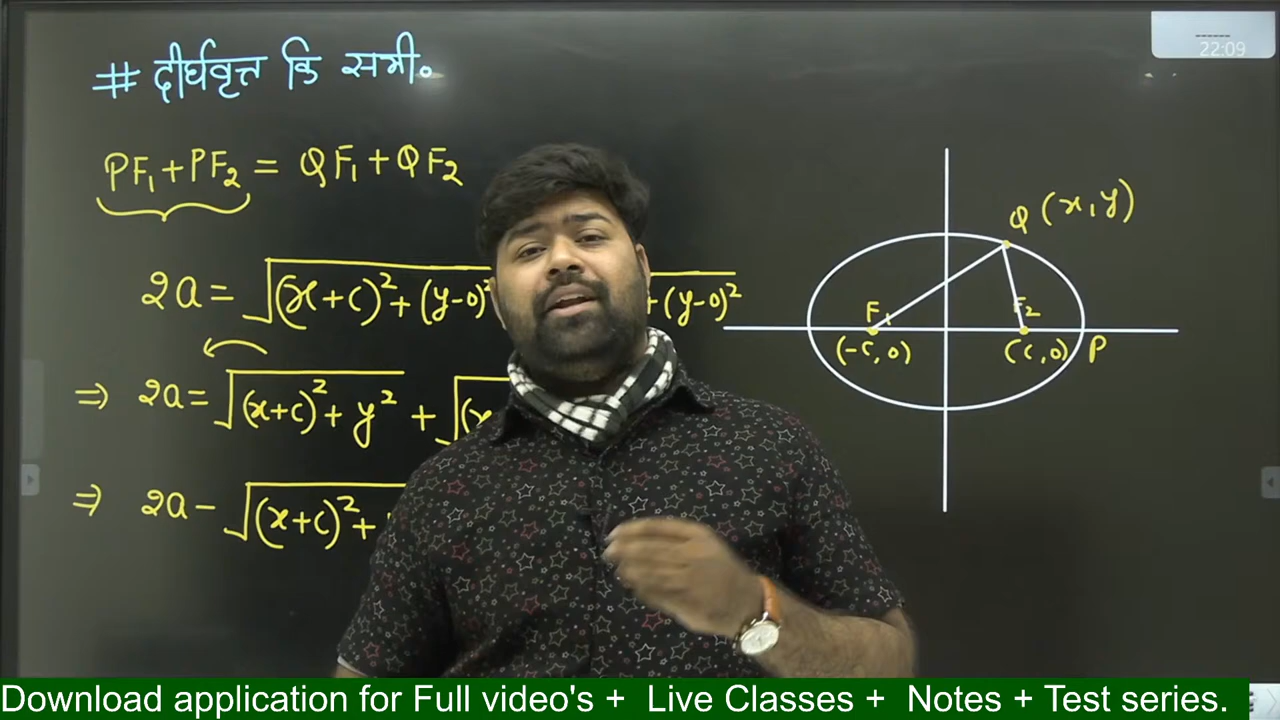 # दीर्घवृत्त कि समी०
PF₁+PF₂ = QF₁+QF₂
2a = √(x+c)²+(y-0)² +(y-0)²
⇒ 2a = √(x+c)²+y² + √(x
⇒ 2a - √(x+c)²+
Q (x,y)
F₁
F₂
(-c,0)
(c,0)
P
22:09
Download application for Full video's + Live Classes + Notes + Test series.